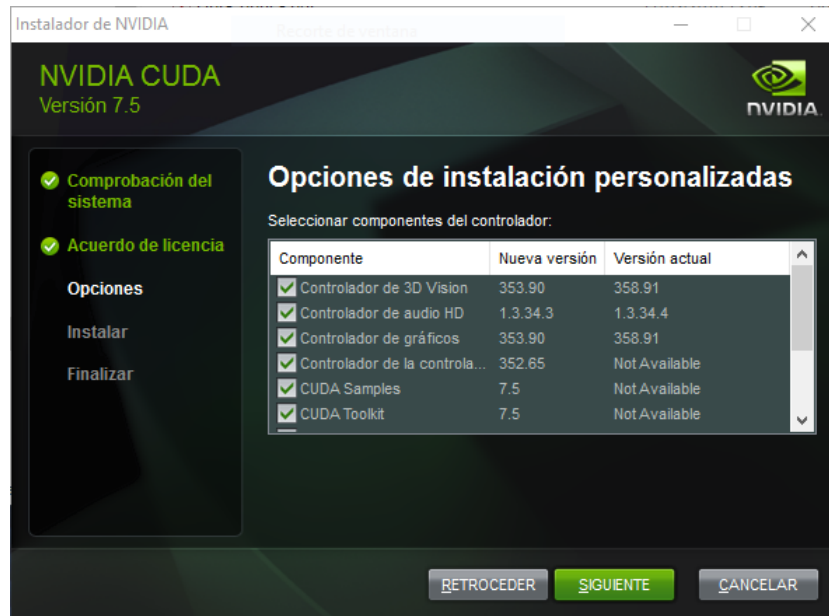 Instalador de NVIDIA
Recorte de ventana
NVIDIA CUDA
Versión 7.5
NVIDIA.
Comprobación del
sistema
Acuerdo de licencia
Opciones
Instalar
Finalizar
Opciones de instalación personalizadas
Seleccionar componentes del controlador:
Componente Nueva versión Versión actual
Controlador de 3D Vision 353.90 358.91
Controlador de audio HD 1.3.34.3 1.3.34.4
Controlador de gráficos 353.90 358.91
Controlador de la controla... 352.65 Not Available
CUDA Samples 7.5 Not Available
CUDA Toolkit 7.5 Not Available
RETROCEDER SIGUIENTE CANCELAR